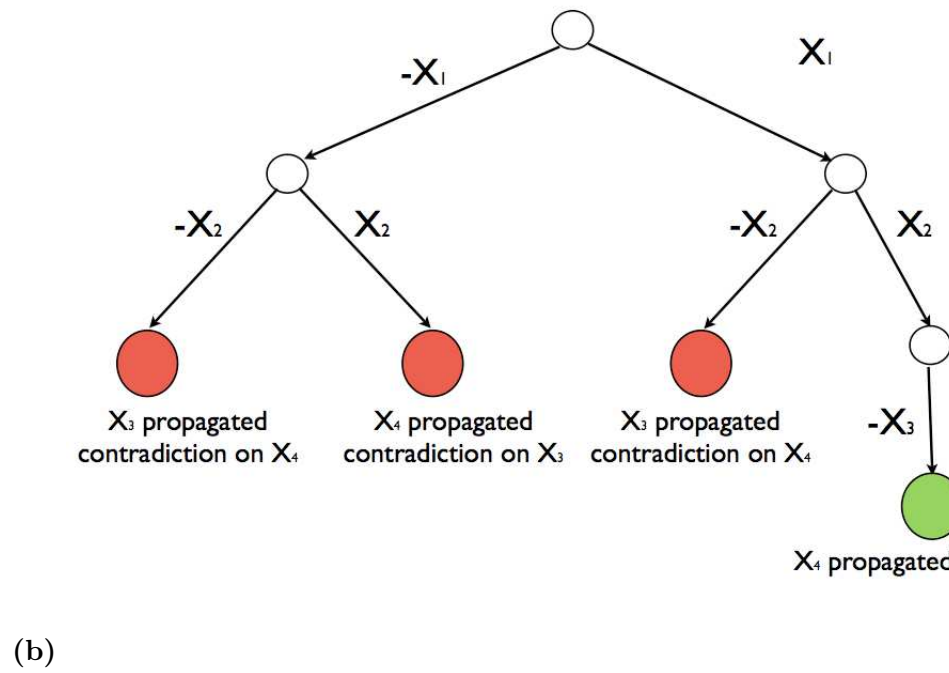 X₁
-X₁
-X₂
X₂
-X₂
X₂
X₃ propagated
contradiction on X₄
X₄ propagated
contradiction on X₃
X₃ propagated
contradiction on X₄
-X₃
X₄ propagated
(b)